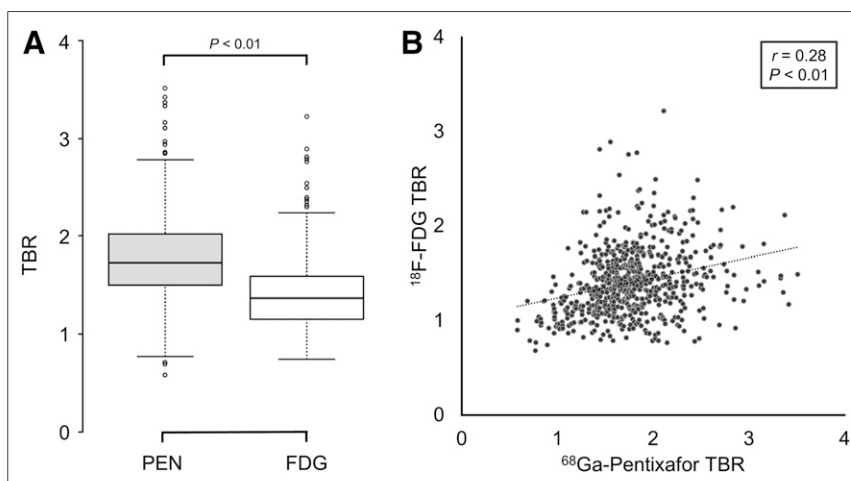 A
P < 0.01
4
3
2
1
0
TBR
PEN
FDG
B
r = 0.28
P < 0.01
4
3
2
1
0
¹⁸F-FDG TBR
0
1
2
3
4
⁶⁸Ga-Pentixafor TBR